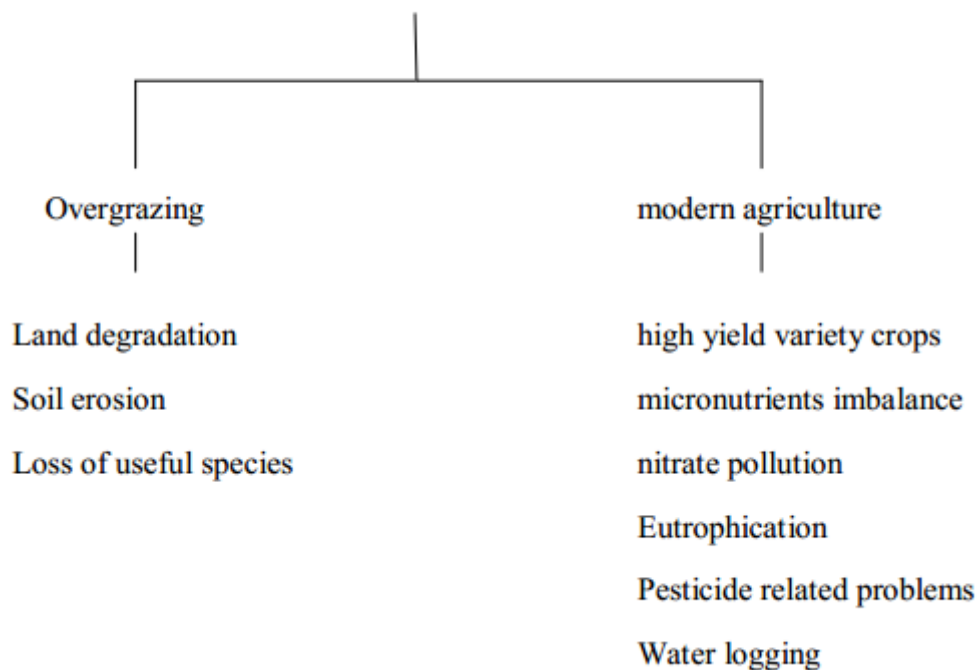 Overgrazing
modern agriculture
Land degradation
high yield variety crops
Soil erosion
micronutrients imbalance
Loss of useful species
nitrate pollution
Eutrophication
Pesticide related problems
Water logging